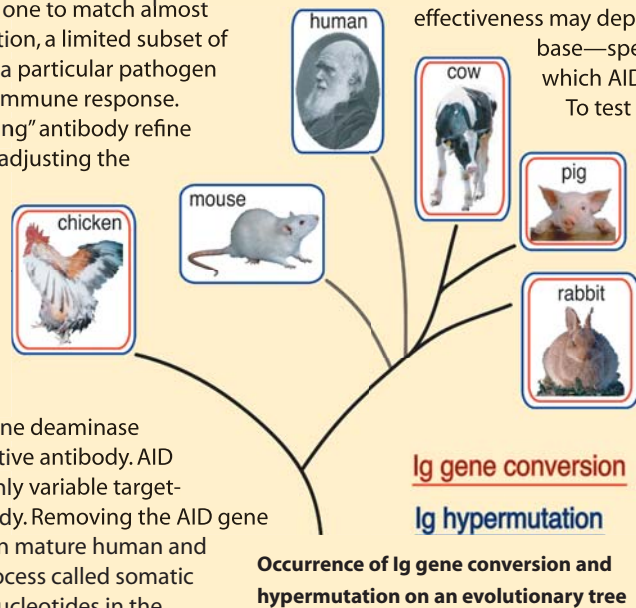 one to match almost
tion, a limited subset of
a particular pathogen
mmune response.
ng” antibody refine
adjusting the
human
effectiveness may dep
base—spe
which AID
To test
cow
pig
mouse
chicken
rabbit
ne deaminase
tive antibody. AID
nly variable target-
dy. Removing the AID gene
n mature human and
ocess called somatic
ucleotides in the
Ig gene conversion
Ig hypermutation
Occurrence of Ig gene conversion and
hypermutation on an evolutionary tree